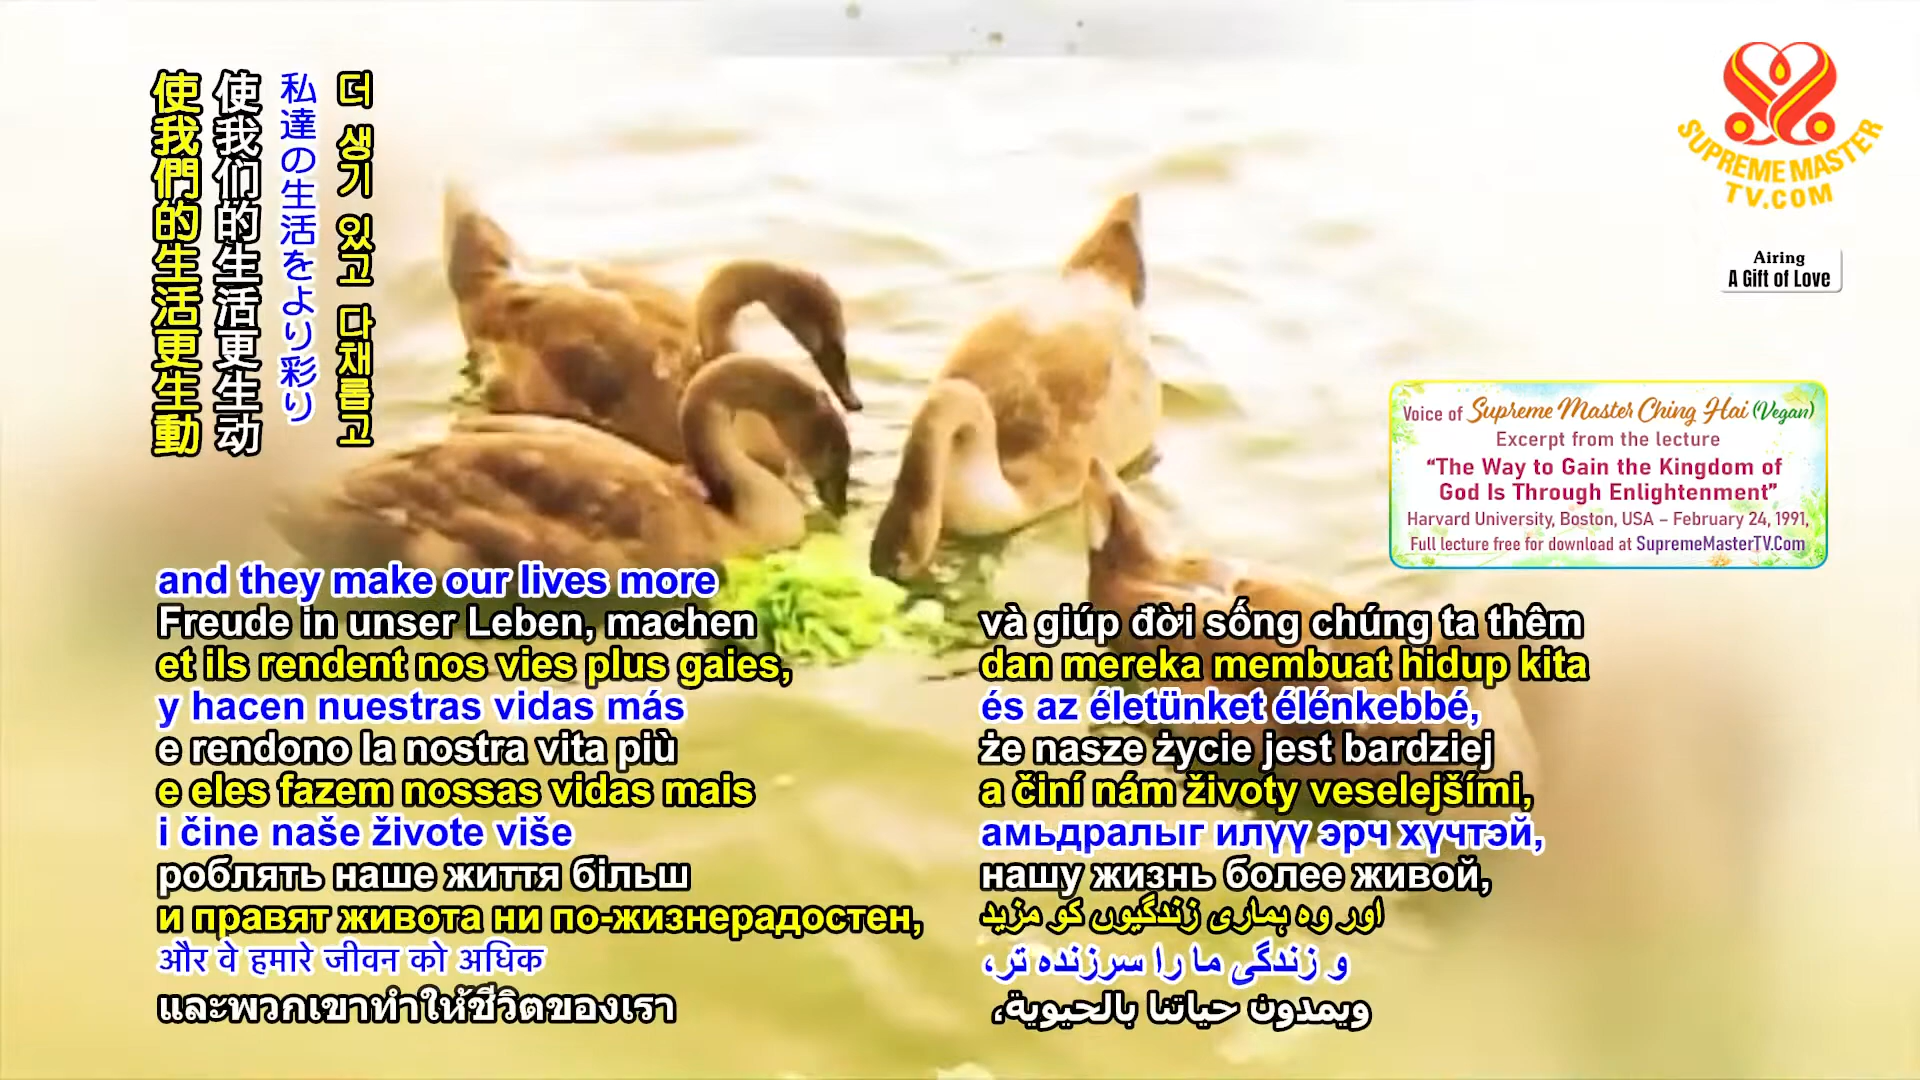 使我們的生活更生動
使我们的生活更生动
私達の生活をより彩り
더 생기 있고 다채롭고
SUPREME MASTER
TV.COM
Airing
A Gift of Love
Voice of Supreme Master Ching Hai (Vegan)
Excerpt from the lecture
“The Way to Gain the Kingdom of
God Is Through Enlightenment”
Harvard University, Boston, USA – February 24, 1991,
Full lecture free for download at SupremeMasterTV.Com
and they make our lives more
Freude in unser Leben, machen
et ils rendent nos vies plus gaies,
y hacen nuestras vidas más
e rendono la nostra vita più
e eles fazem nossas vidas mais
i čine naše živote više
роблять наше життя більш
и правят живота ни по-жизнерадостен,
और वे हमारे जीवन को अधिक
และพวกเขาทำให้ชีวิตของเรา
và giúp đời sống chúng ta thêm
dan mereka membuat hidup kita
és az életünket élénkebbé,
że nasze życie jest bardziej
a činí nám životy veselejšími,
амьдралыг илүү эрч хүчтэй,
нашу жизнь более живой,
اور وہ ہماری زندگیوں کو مزید
و زندگی ما را سرزنده تر،
ويمدون حياتنا بالحيوية،